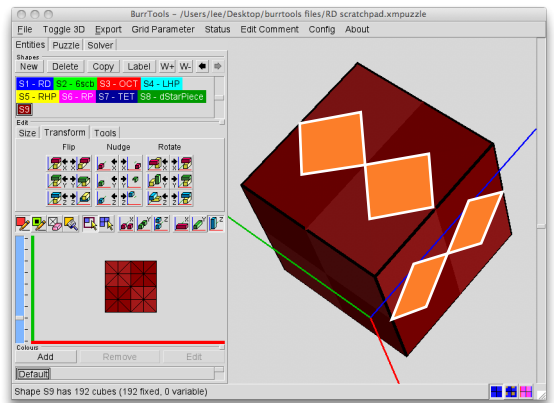 BurrTools - /Users/lee/Desktop/burrtools files/RD scratchpad.xmpuzzle
File Toggle 3D Export Grid Parameter Status Edit Comment Config About
Entities Puzzle Solver
Shapes
New Delete Copy Label W+ W-
S1 - RD S2 - 6scb S3 - OCT S4 - LHP
S5 - RHP S6 - RP S7 - TET S8 - dStarPiece
S9
Edit
Size Transform Tools
Flip Nudge Rotate
X X X
Y Y Y
Z Z Z
Colours
Add Remove Edit
Default
Shape S9 has 192 cubes (192 fixed, 0 variable)